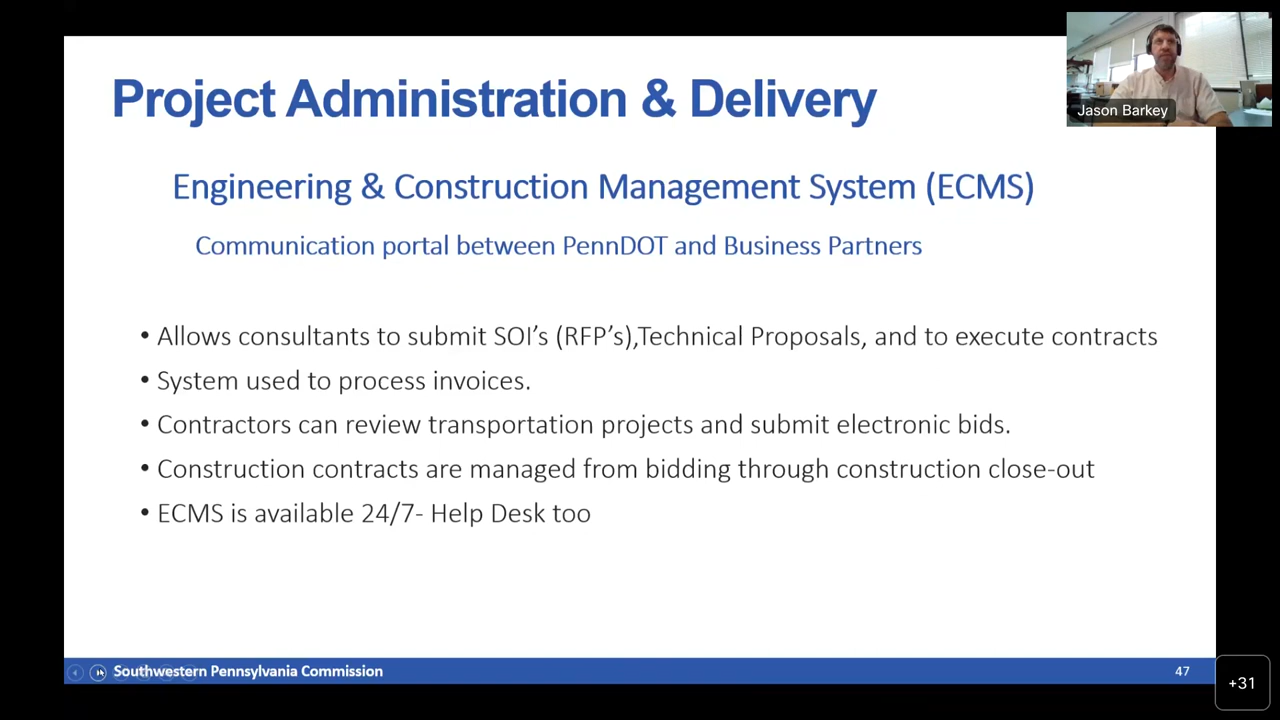 Project Administration & Delivery
Jason Barkey
Engineering & Construction Management System (ECMS)
Communication portal between PennDOT and Business Partners
• Allows consultants to submit SOI's (RFP's),Technical Proposals, and to execute contracts
• System used to process invoices.
• Contractors can review transportation projects and submit electronic bids.
• Construction contracts are managed from bidding through construction close-out
• ECMS is available 24/7- Help Desk too
Southwestern Pennsylvania Commission
47
+31